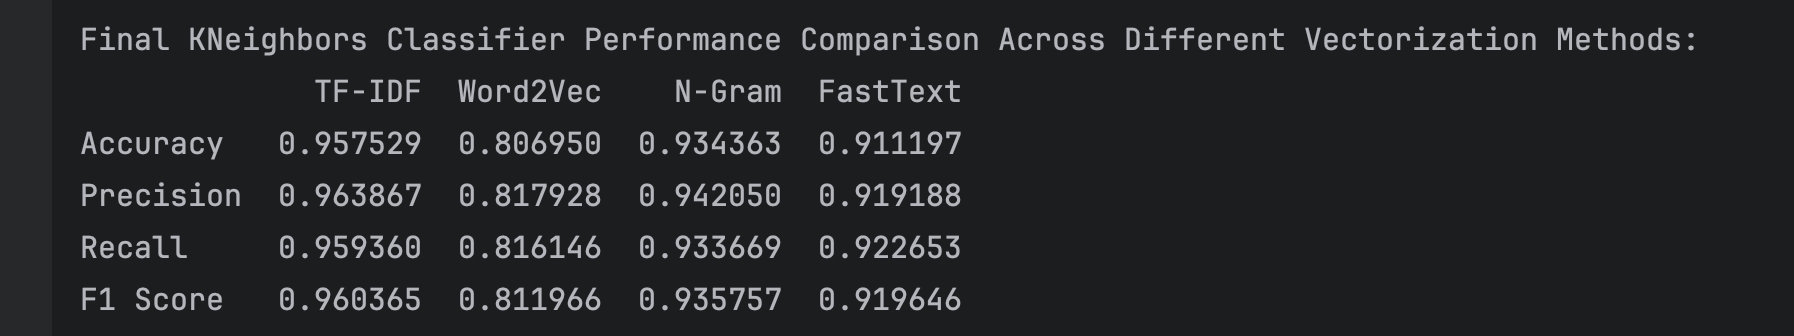 Final KNeighbors Classifier Performance Comparison Across Different Vectorization Methods:
TF-IDF Word2Vec N-Gram FastText
Accuracy 0.957529 0.806950 0.934363 0.911197
Precision 0.963867 0.817928 0.942050 0.919188
Recall 0.959360 0.816146 0.933669 0.922653
F1 Score 0.960365 0.811966 0.935757 0.919646